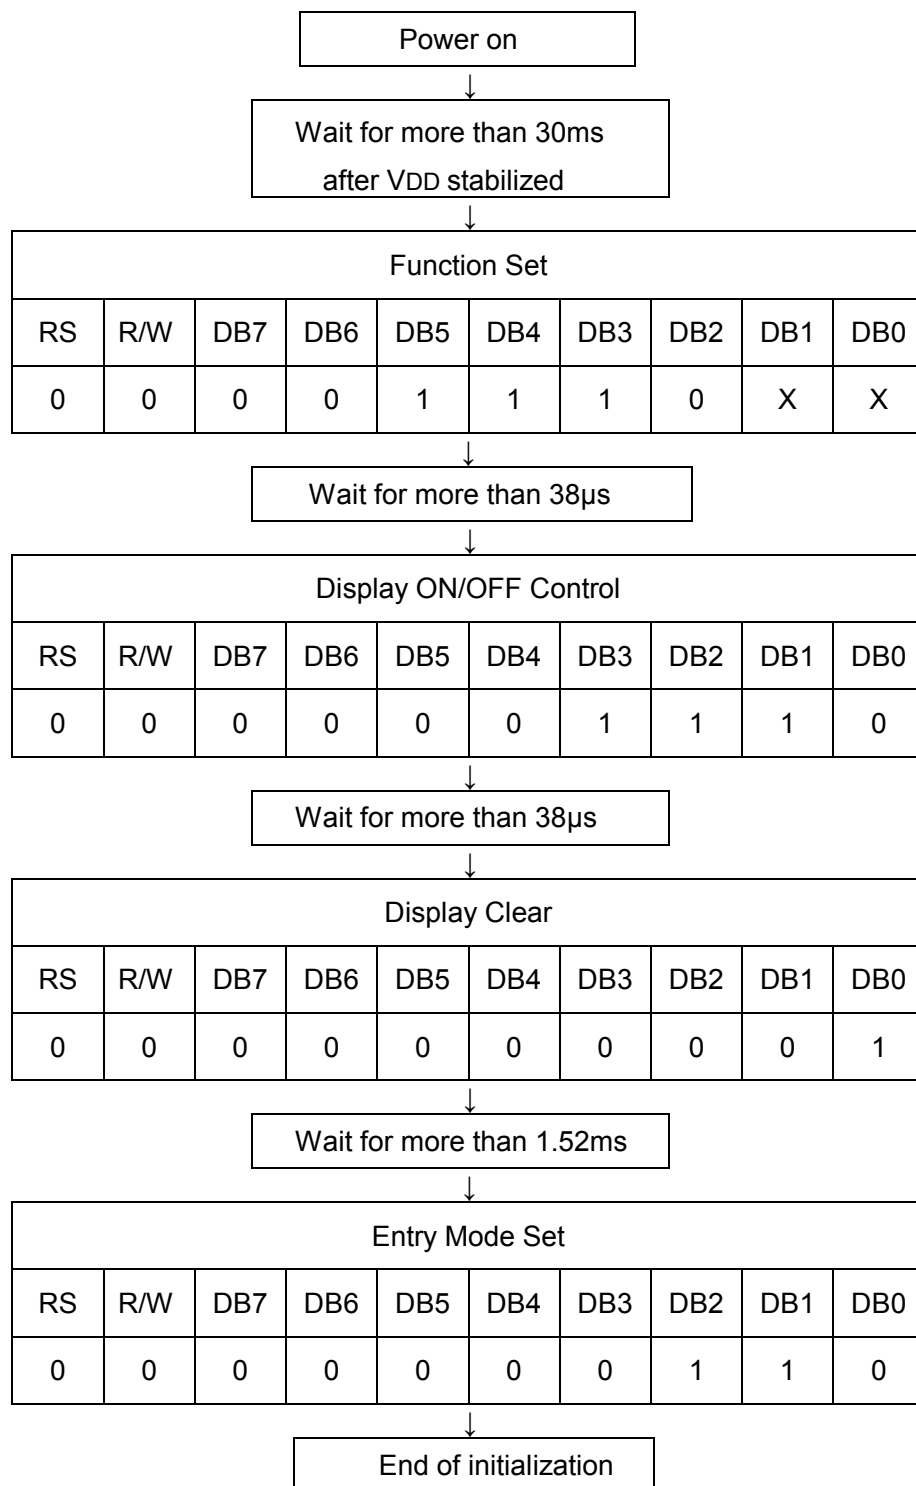 Power on
↓
Wait for more than 30ms
after VDD stabilized
↓
Function Set
RS R/W DB7 DB6 DB5 DB4 DB3 DB2 DB1 DB0
0 0 0 0 1 1 1 0 X X
↓
Wait for more than 38µs
↓
Display ON/OFF Control
RS R/W DB7 DB6 DB5 DB4 DB3 DB2 DB1 DB0
0 0 0 0 0 0 1 1 1 0
↓
Wait for more than 38µs
↓
Display Clear
RS R/W DB7 DB6 DB5 DB4 DB3 DB2 DB1 DB0
0 0 0 0 0 0 0 0 0 1
↓
Wait for more than 1.52ms
↓
Entry Mode Set
RS R/W DB7 DB6 DB5 DB4 DB3 DB2 DB1 DB0
0 0 0 0 0 0 0 1 1 0
↓
End of initialization